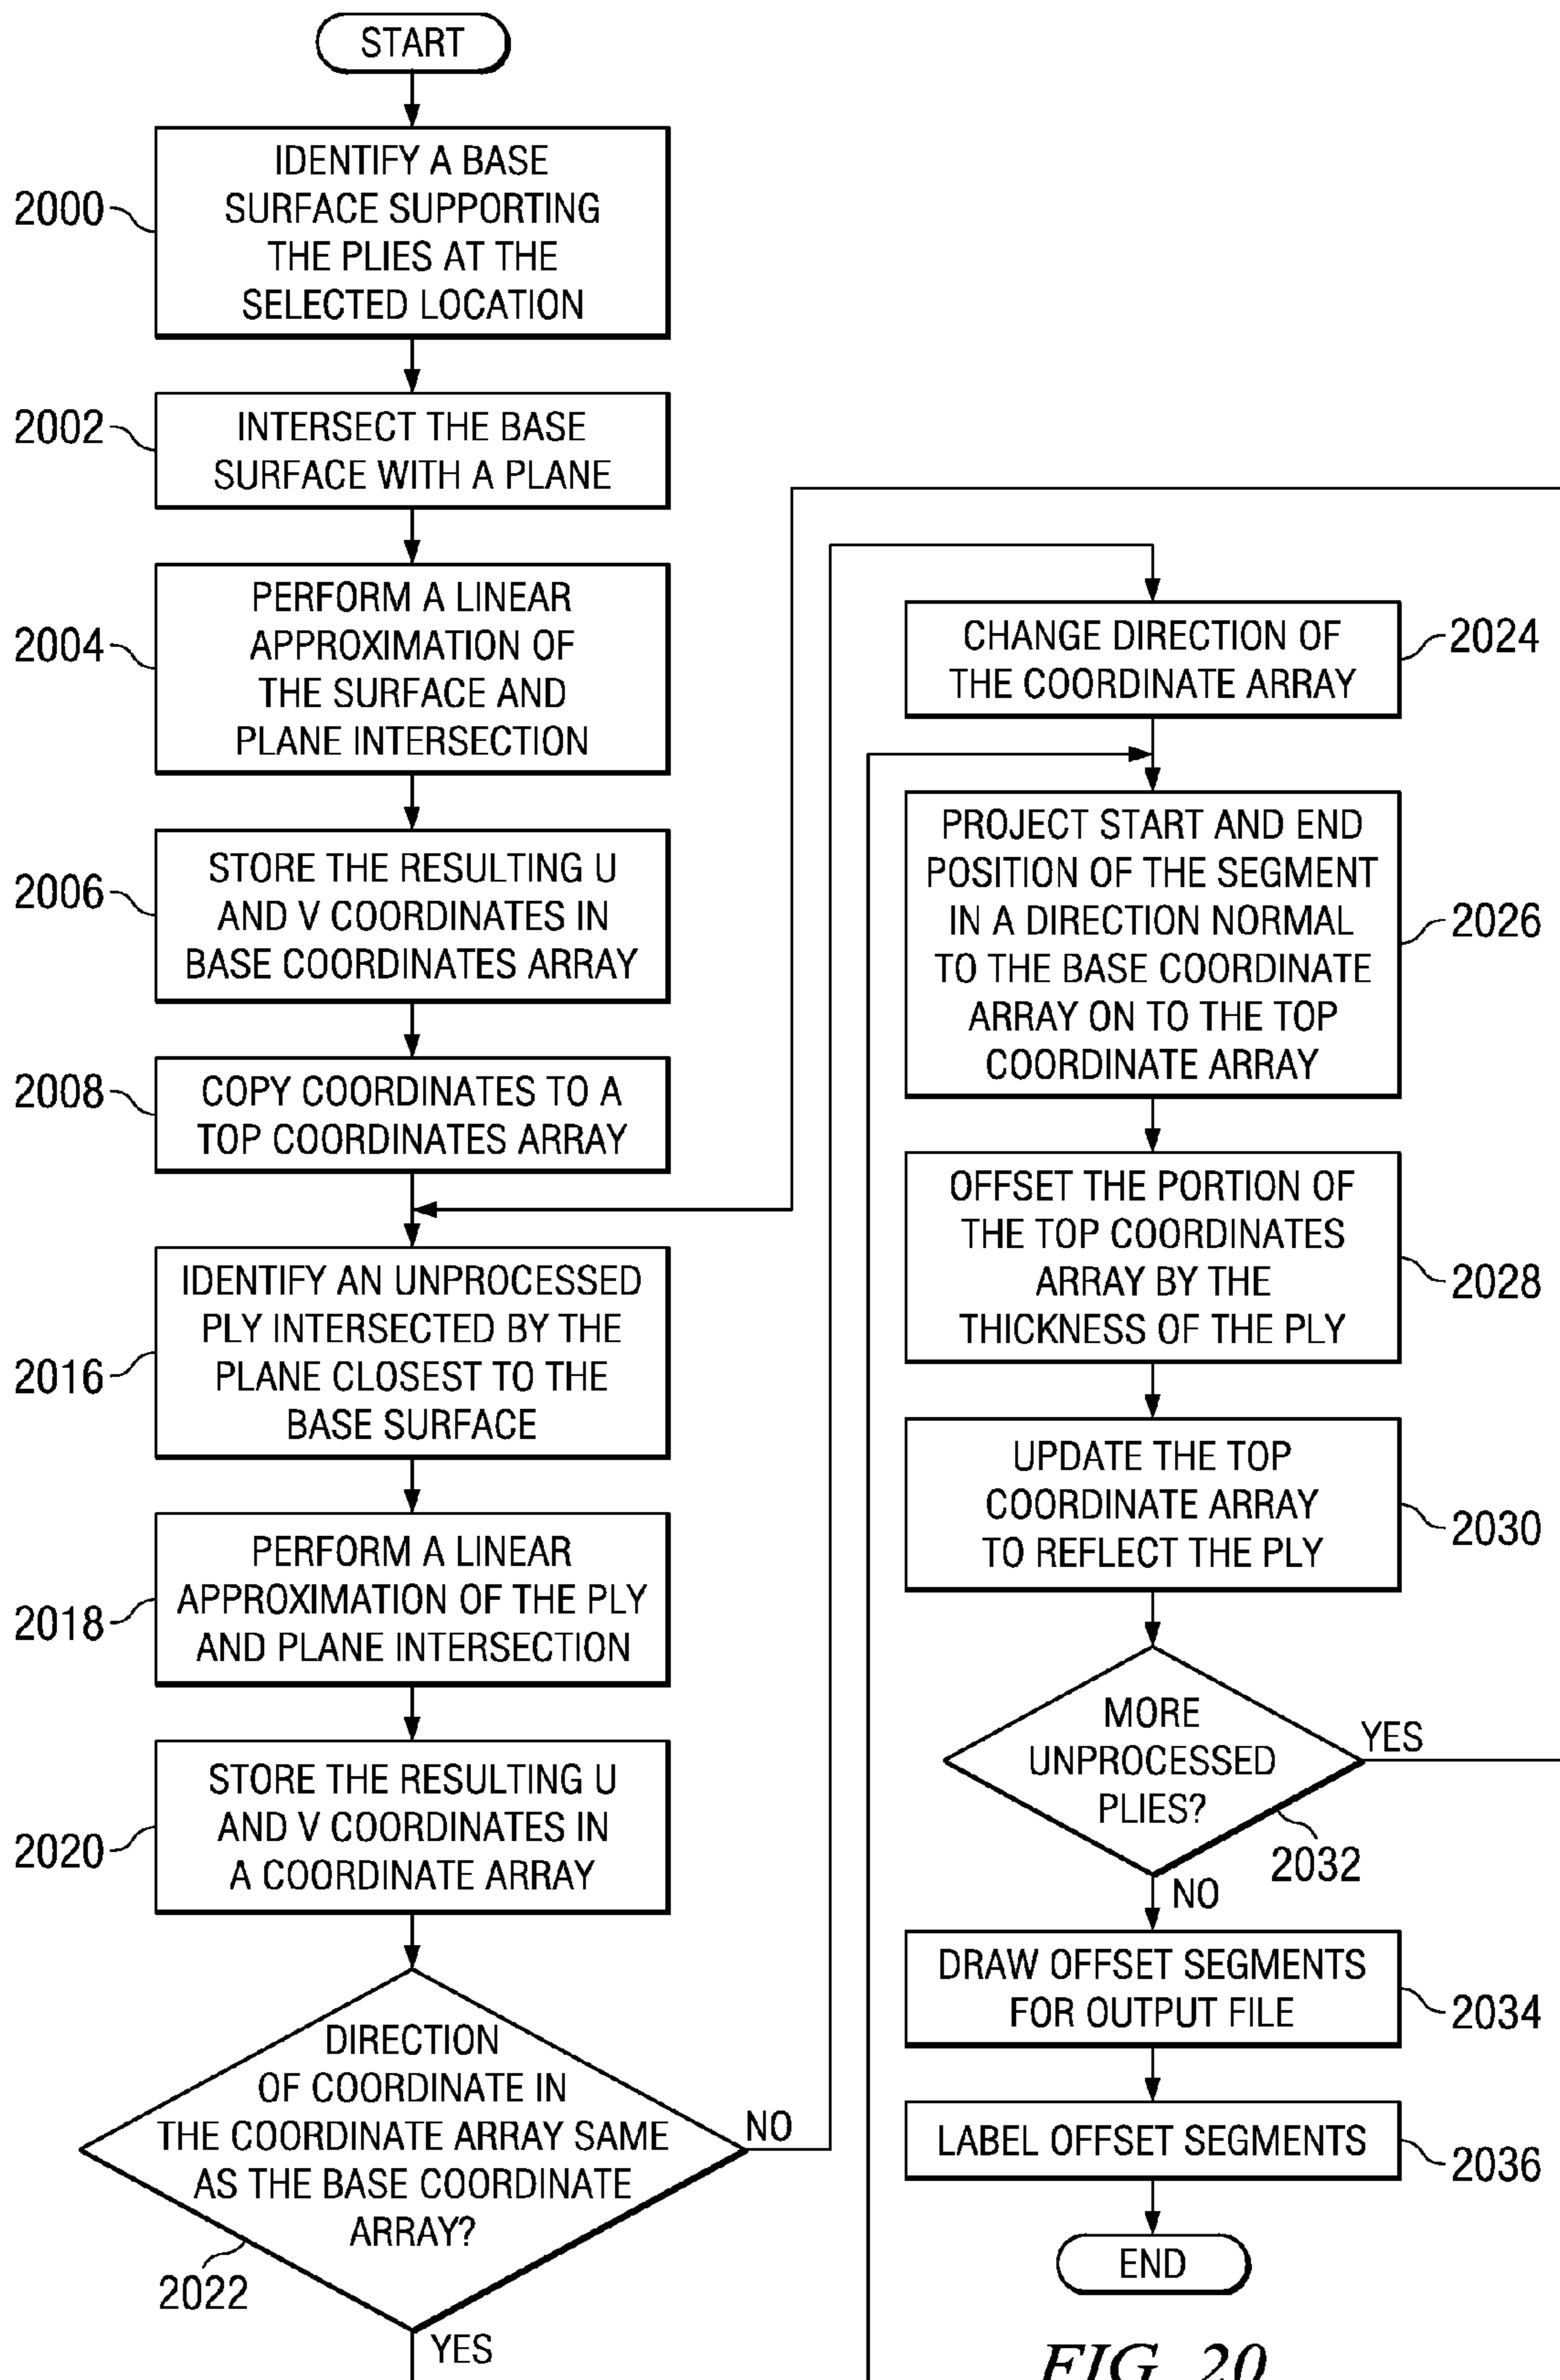 START
2000
IDENTIFY A BASE
SURFACE SUPPORTING
THE PLIES AT THE
SELECTED LOCATION
2002
INTERSECT THE BASE
SURFACE WITH A PLANE
2004
PERFORM A LINEAR
APPROXIMATION OF
THE SURFACE AND
PLANE INTERSECTION
2006
STORE THE RESULTING U
AND V COORDINATES IN
BASE COORDINATES ARRAY
2008
COPY COORDINATES TO A
TOP COORDINATES ARRAY
2016
IDENTIFY AN UNPROCESSED
PLY INTERSECTED BY THE
PLANE CLOSEST TO THE
BASE SURFACE
2018
PERFORM A LINEAR
APPROXIMATION OF THE PLY
AND PLANE INTERSECTION
2020
STORE THE RESULTING U
AND V COORDINATES IN
A COORDINATE ARRAY
DIRECTION
OF COORDINATE IN
THE COORDINATE ARRAY SAME
AS THE BASE COORDINATE
ARRAY?
2022
NO
YES
CHANGE DIRECTION OF
THE COORDINATE ARRAY
2024
PROJECT START AND END
POSITION OF THE SEGMENT
IN A DIRECTION NORMAL
TO THE BASE COORDINATE
ARRAY ON TO THE TOP
COORDINATE ARRAY
2026
OFFSET THE PORTION OF
THE TOP COORDINATES
ARRAY BY THE
THICKNESS OF THE PLY
2028
UPDATE THE TOP
COORDINATE ARRAY
TO REFLECT THE PLY
2030
MORE
UNPROCESSED
PLIES?
YES
2032
NO
DRAW OFFSET SEGMENTS
FOR OUTPUT FILE
2034
LABEL OFFSET SEGMENTS
2036
END
FIG. 20